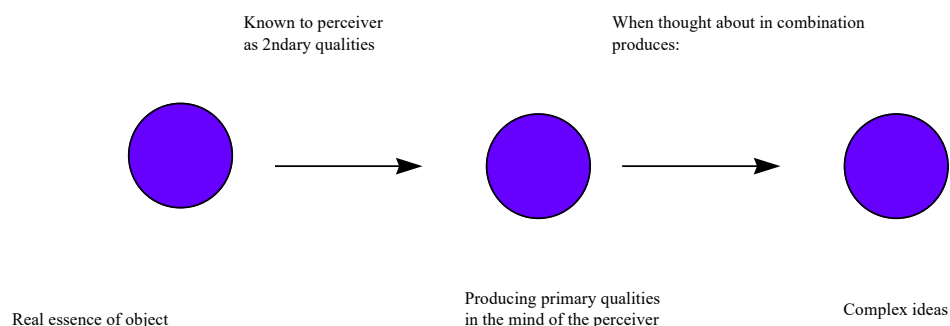 Known to perceiver
as 2ndary qualities
When thought about in combination
produces:
Real essence of object
Producing primary qualities
in the mind of the perceiver
Complex ideas